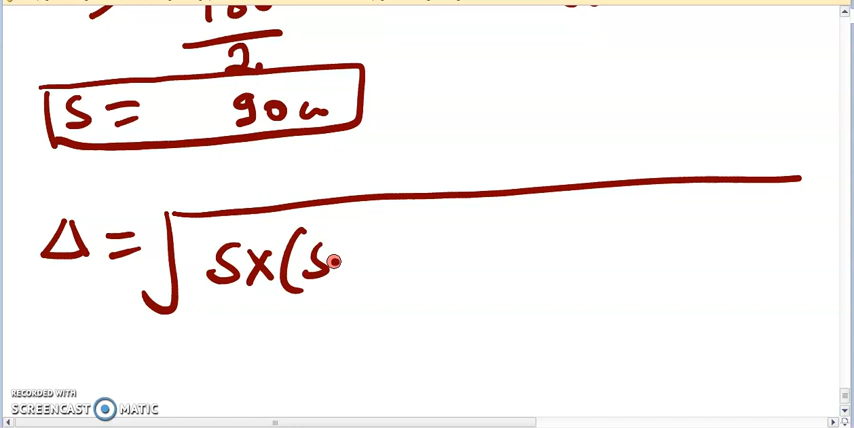 2
S = 90 m
Δ = √ S × (S
RECORDED WITH
SCREENCAST MATIC